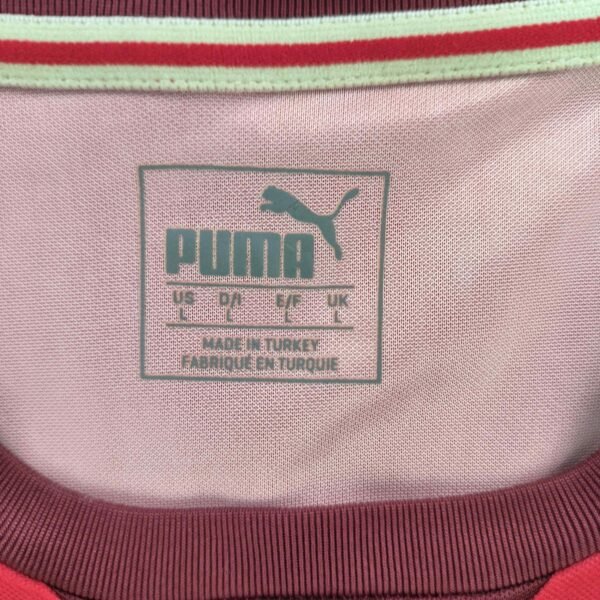 PUMA
US D/I E/F UK
L L L L
MADE IN TURKEY
FABRIQUÉ EN TURQUIE